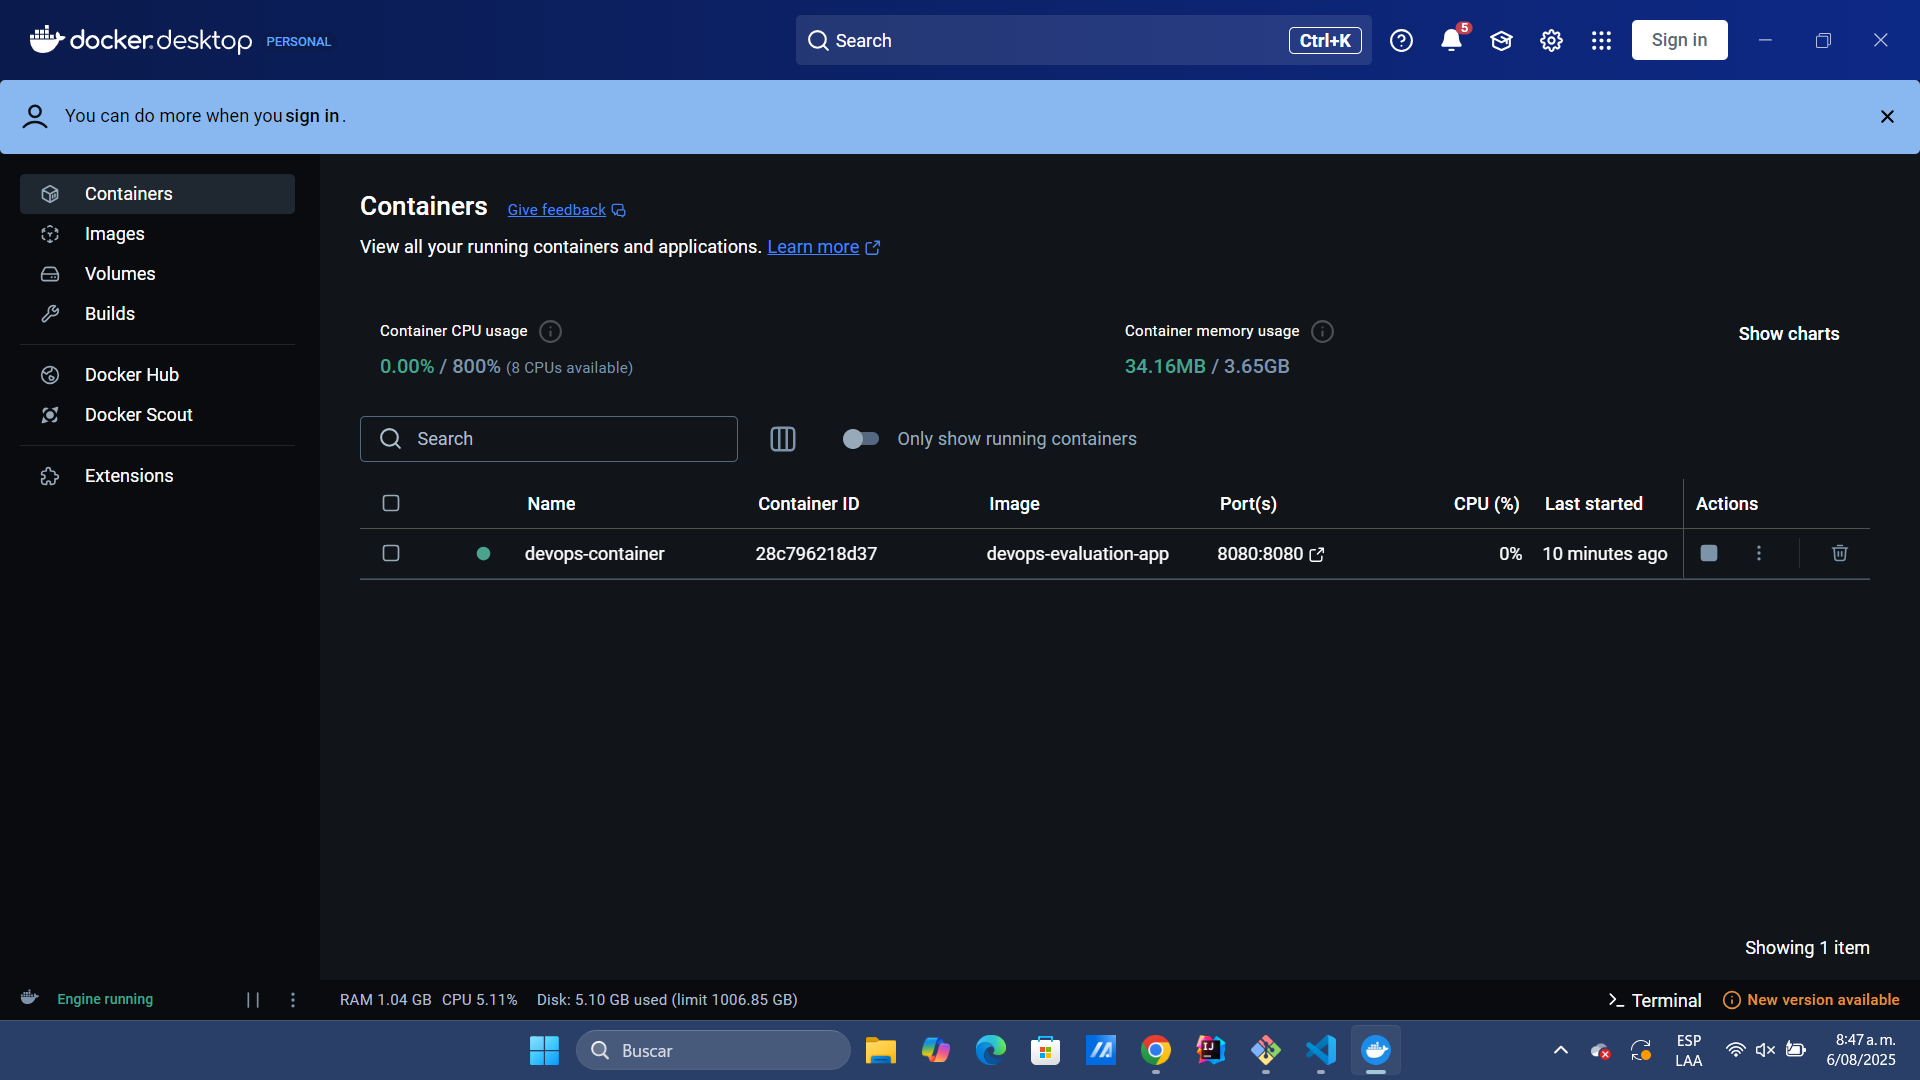 docker.desktop PERSONAL
Search
Ctrl+K
5
Sign in
You can do more when you sign in.
Containers
Images
Volumes
Builds
Docker Hub
Docker Scout
Extensions
Containers Give feedback
View all your running containers and applications. Learn more
Container CPU usage
0.00% / 800% (8 CPUs available)
Container memory usage
34.16MB / 3.65GB
Show charts
Search
Only show running containers
Name Container ID Image Port(s) CPU (%) Last started Actions
devops-container 28c796218d37 devops-evaluation-app 8080:8080 0% 10 minutes ago
Showing 1 item
Engine running
RAM 1.04 GB CPU 5.11% Disk: 5.10 GB used (limit 1006.85 GB)
Terminal
New version available
Buscar
IJ
ESP
LAA
8:47 a. m.
6/08/2025